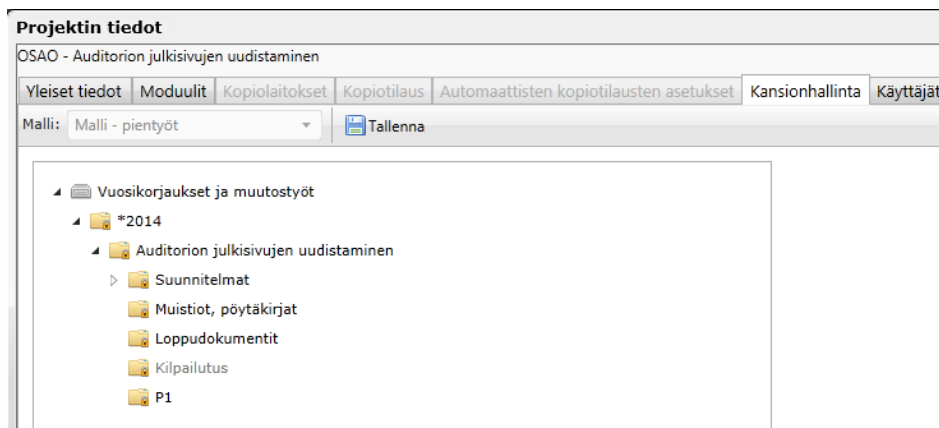 Projektin tiedot
OSAO - Auditorion julkisivujen uudistaminen
Yleiset tiedot Moduulit Kopiolaitokset Kopiotilaus Automaattisten kopiotilausten asetukset Kansionhallinta Käyttäjät
Malli: Malli - pientyöt Tallenna
Vuosikorjaukset ja muutostyöt
*2014
Auditorion julkisivujen uudistaminen
Suunnitelmat
Muistiot, pöytäkirjat
Loppudokumentit
Kilpailutus
P1